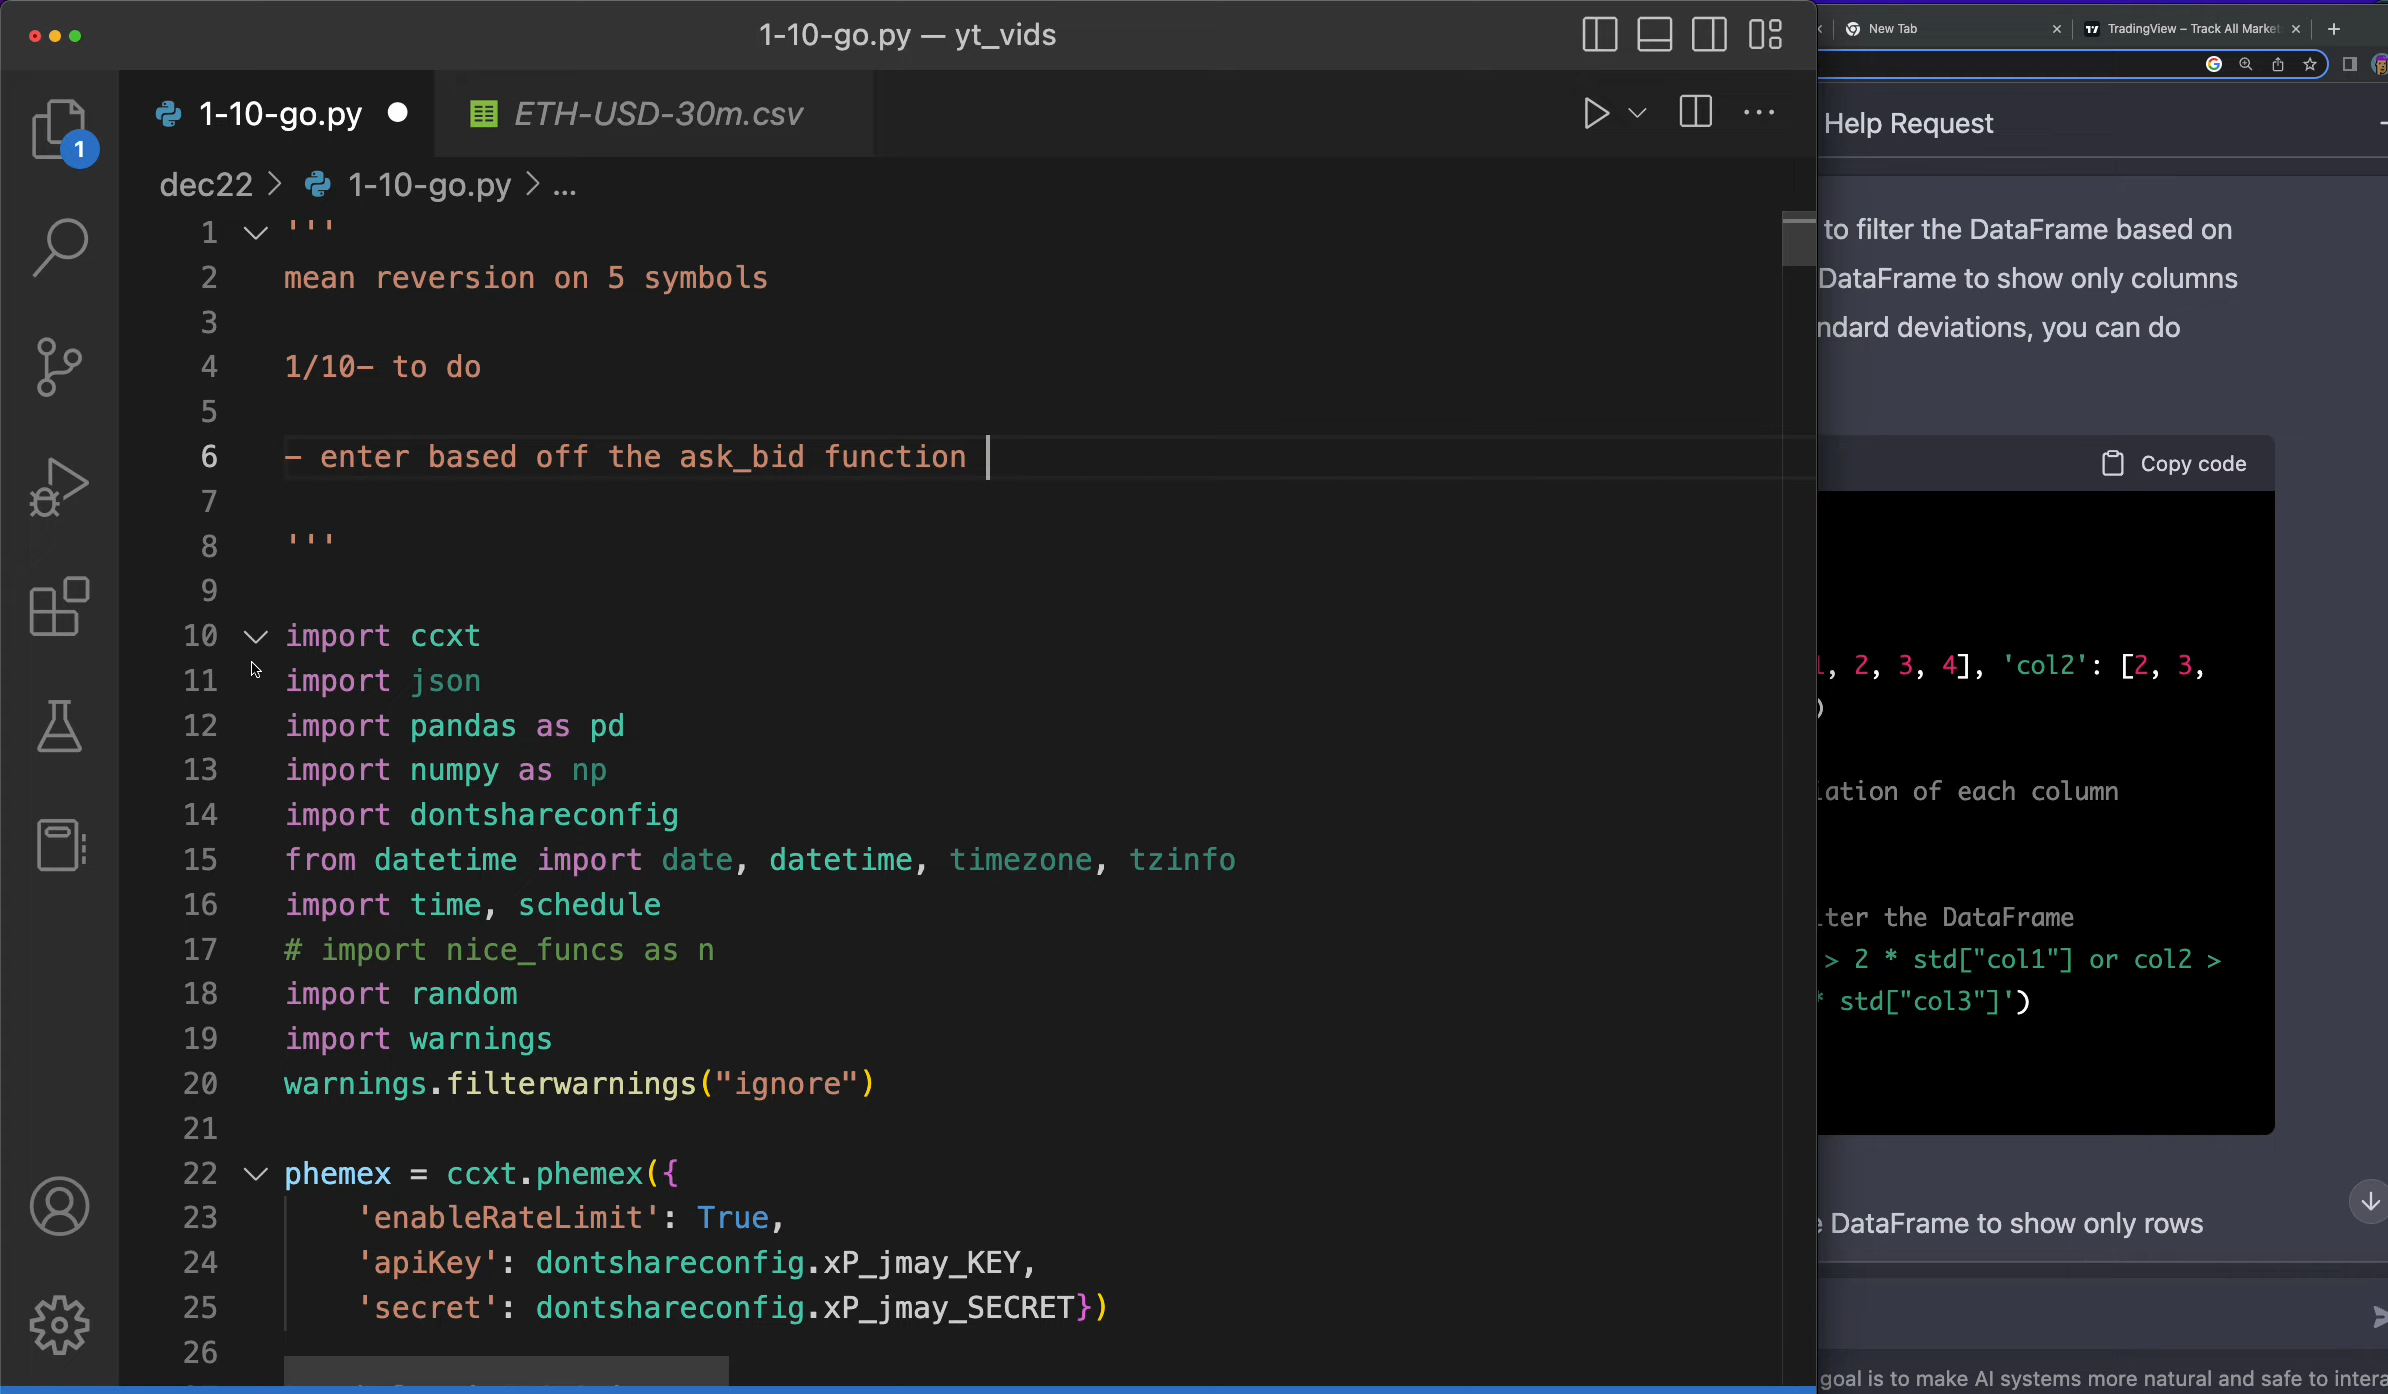 1-10-go.py — yt_vids
1-10-go.py
ETH-USD-30m.csv
1
dec22 > 1-10-go.py > ...
1 '''
2 mean reversion on 5 symbols
3
4 1/10- to do
5
6 - enter based off the ask_bid function
7
8 '''
9
10 import ccxt
11 import json
12 import pandas as pd
13 import numpy as np
14 import dontshareconfig
15 from datetime import date, datetime, timezone, tzinfo
16 import time, schedule
17 # import nice_funcs as n
18 import random
19 import warnings
20 warnings.filterwarnings("ignore")
21
22 phemex = ccxt.phemex({
23 'enableRateLimit': True,
24 'apiKey': dontshareconfig.xP_jmay_KEY,
25 'secret': dontshareconfig.xP_jmay_SECRET})
26
New Tab
TradingView – Track All Market
Help Request
to filter the DataFrame based on
DataFrame to show only columns
ndard deviations, you can do
Copy code
, 2, 3, 4], 'col2': [2, 3,
)
iation of each column
lter the DataFrame
> 2 * std["col1"] or col2 >
* std["col3"]')
DataFrame to show only rows
goal is to make AI systems more natural and safe to intera